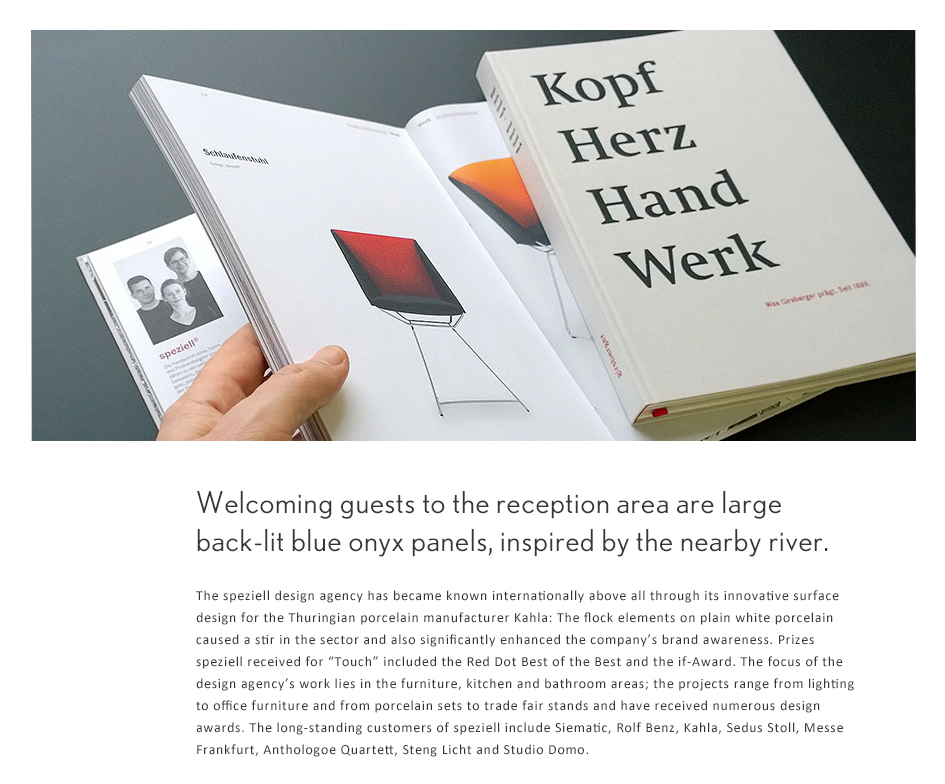 Schlaufenstuhl
Design: speziell
speziell®
Kopf
Herz
Hand
Werk
Was Girsberger prägt. Seit 1889.
girsberger
Welcoming guests to the reception area are large
back-lit blue onyx panels, inspired by the nearby river.
The speziell design agency has became known internationally above all through its innovative surface
design for the Thuringian porcelain manufacturer Kahla: The flock elements on plain white porcelain
caused a stir in the sector and also significantly enhanced the company’s brand awareness. Prizes
speziell received for “Touch” included the Red Dot Best of the Best and the if-Award. The focus of the
design agency’s work lies in the furniture, kitchen and bathroom areas; the projects range from lighting
to office furniture and from porcelain sets to trade fair stands and have received numerous design
awards. The long-standing customers of speziell include Siematic, Rolf Benz, Kahla, Sedus Stoll, Messe
Frankfurt, Anthologoe Quartett, Steng Licht and Studio Domo.